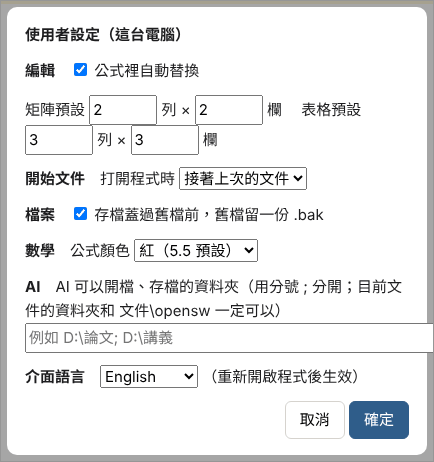 使用者設定（這台電腦）
編輯 公式裡自動替換
矩陣預設 2 列 × 2 欄 表格預設
3 列 × 3 欄
開始文件 打開程式時 接著上次的文件
檔案 存檔蓋過舊檔前，舊檔留一份 .bak
數學 公式顏色 紅（5.5 預設）
AI AI 可以開檔、存檔的資料夾（用分號 ; 分開；目前文
件的資料夾和 文件\opensw 一定可以）
例如 D:\論文; D:\講義
介面語言 English （重新開啟程式後生效）
取消 確定